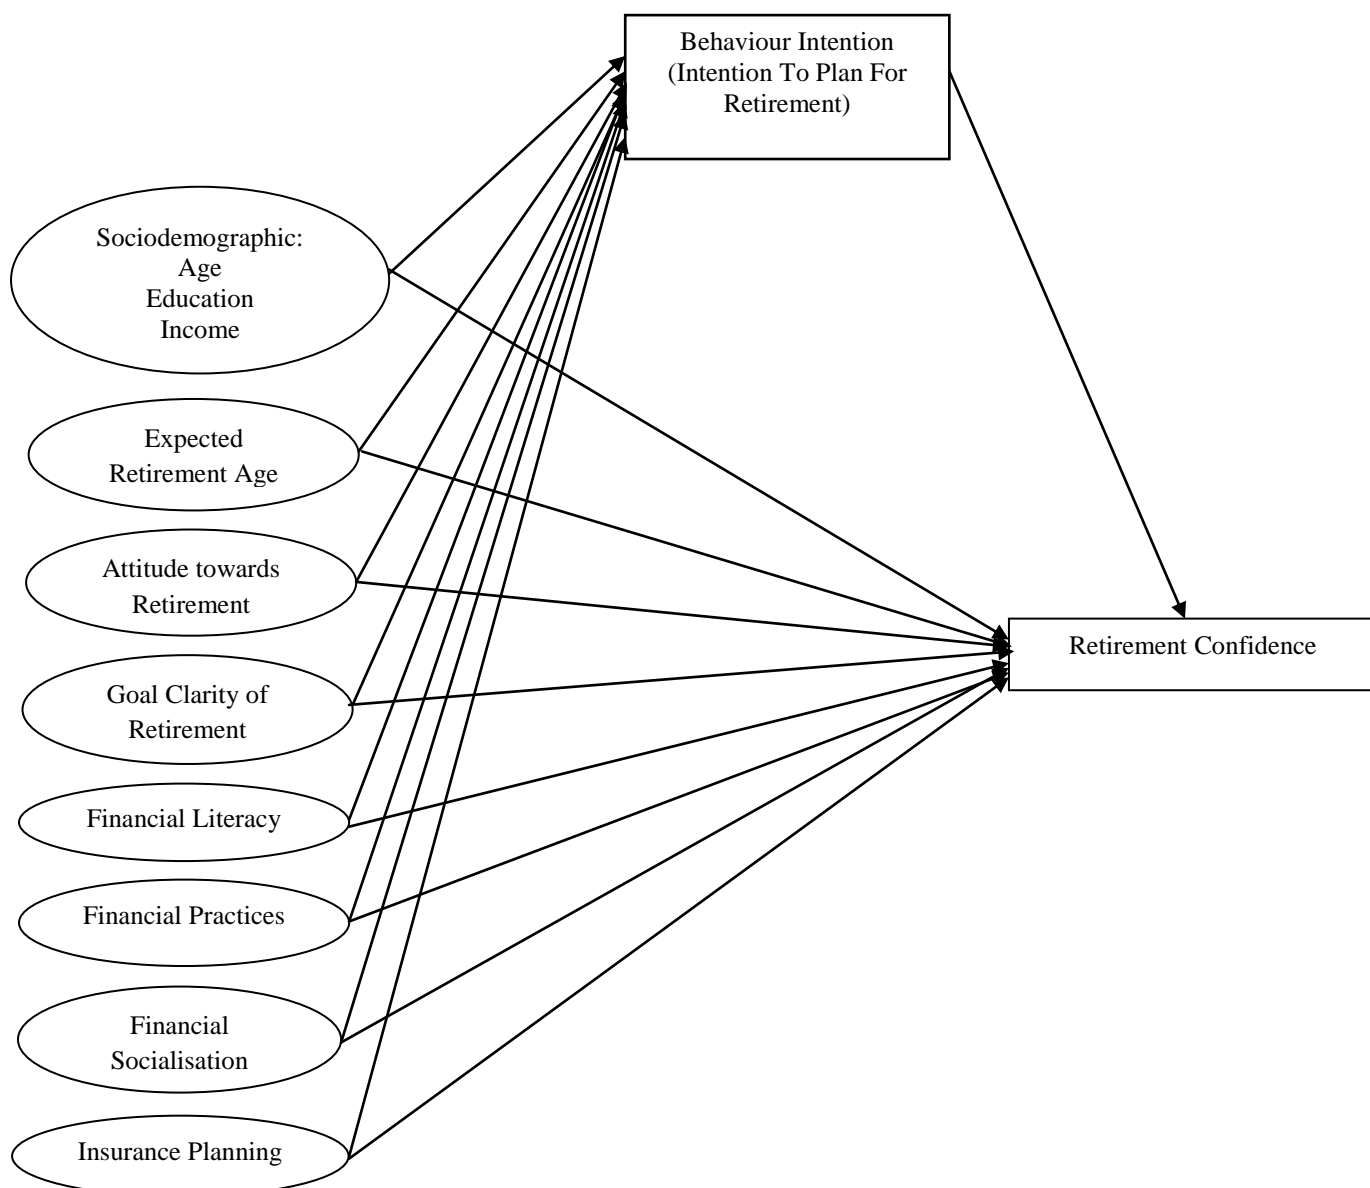 Behaviour Intention
(Intention To Plan For
Retirement)
Sociodemographic:
Age
Education
Income
Expected
Retirement Age
Attitude towards
Retirement
Goal Clarity of
Retirement
Financial Literacy
Financial Practices
Financial
Socialisation
Insurance Planning
Retirement Confidence